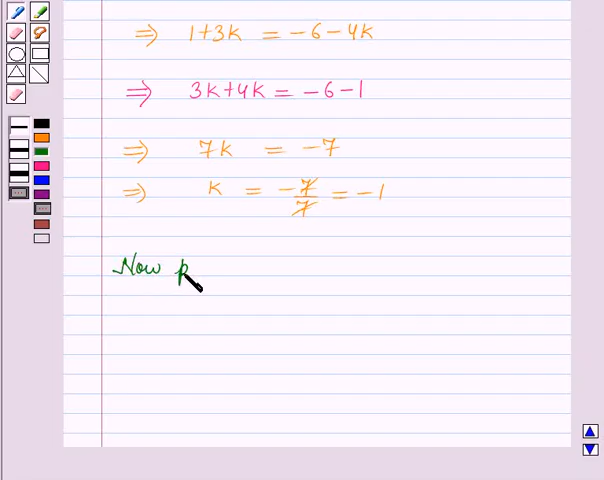 ⇒ 1+3k = -6-4k
⇒ 3k+4k = -6-1
⇒ 7k = -7
⇒ k = -7/7 = -1
Now p